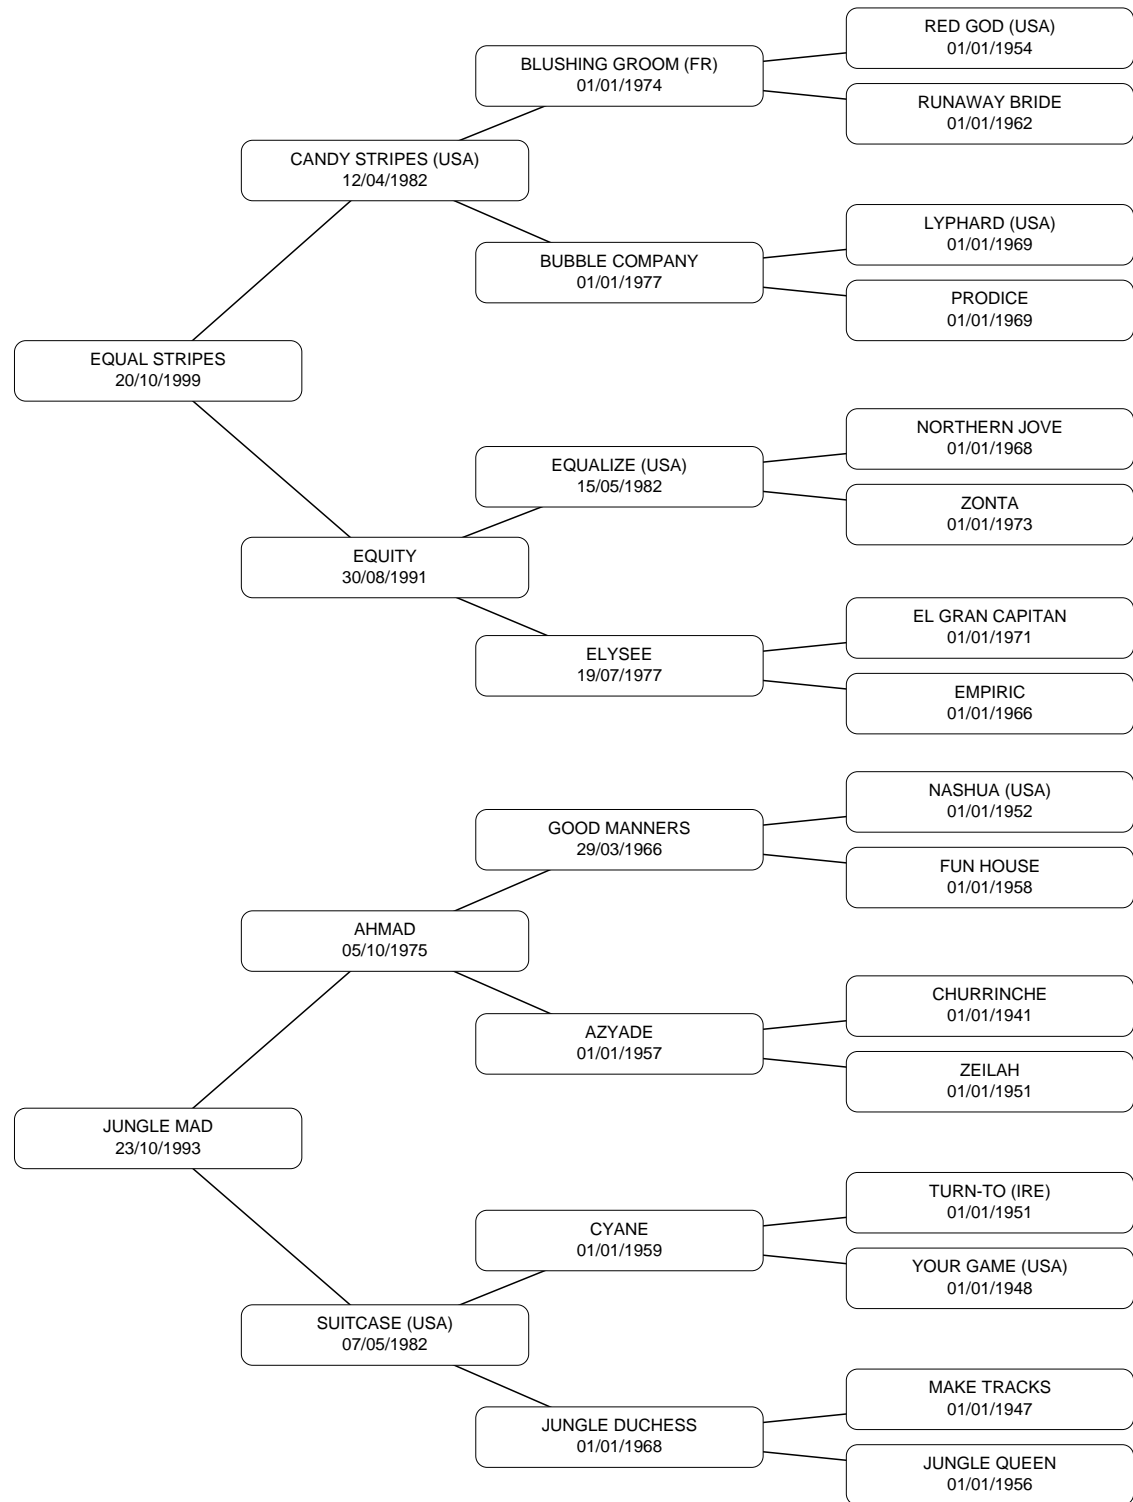 RED GOD (USA)
01/01/1954
BLUSHING GROOM (FR)
01/01/1974
RUNAWAY BRIDE
01/01/1962
CANDY STRIPES (USA)
12/04/1982
LYPHARD (USA)
01/01/1969
BUBBLE COMPANY
01/01/1977
PRODICE
01/01/1969
EQUAL STRIPES
20/10/1999
NORTHERN JOVE
01/01/1968
EQUALIZE (USA)
15/05/1982
ZONTA
01/01/1973
EQUITY
30/08/1991
EL GRAN CAPITAN
01/01/1971
ELYSEE
19/07/1977
EMPIRIC
01/01/1966
NASHUA (USA)
01/01/1952
GOOD MANNERS
29/03/1966
FUN HOUSE
01/01/1958
AHMAD
05/10/1975
CHURRINCHE
01/01/1941
AZYADE
01/01/1957
ZEILAH
01/01/1951
JUNGLE MAD
23/10/1993
TURN-TO (IRE)
01/01/1951
CYANE
01/01/1959
YOUR GAME (USA)
01/01/1948
SUITCASE (USA)
07/05/1982
MAKE TRACKS
01/01/1947
JUNGLE DUCHESS
01/01/1968
JUNGLE QUEEN
01/01/1956